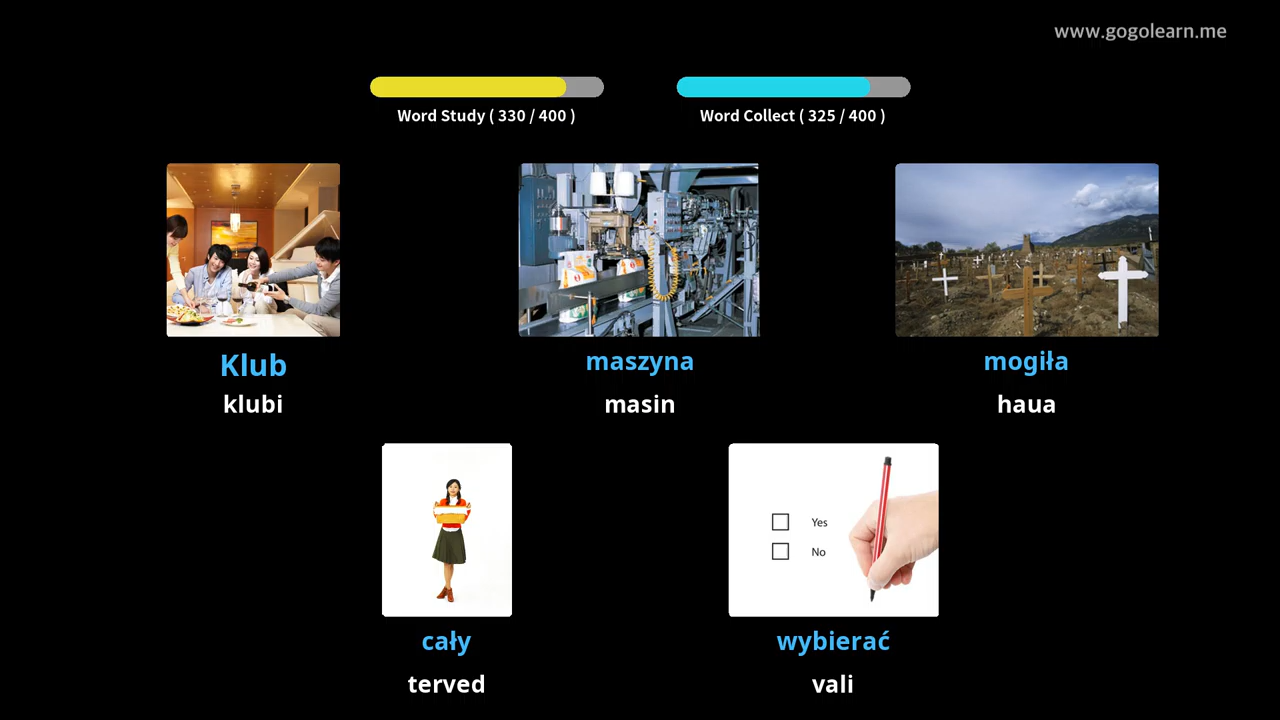 www.gogolearn.me
Word Study ( 330 / 400 )
Word Collect ( 325 / 400 )
Klub
klubi
maszyna
masin
mogiła
haua
Yes
No
cały
terved
wybierać
vali